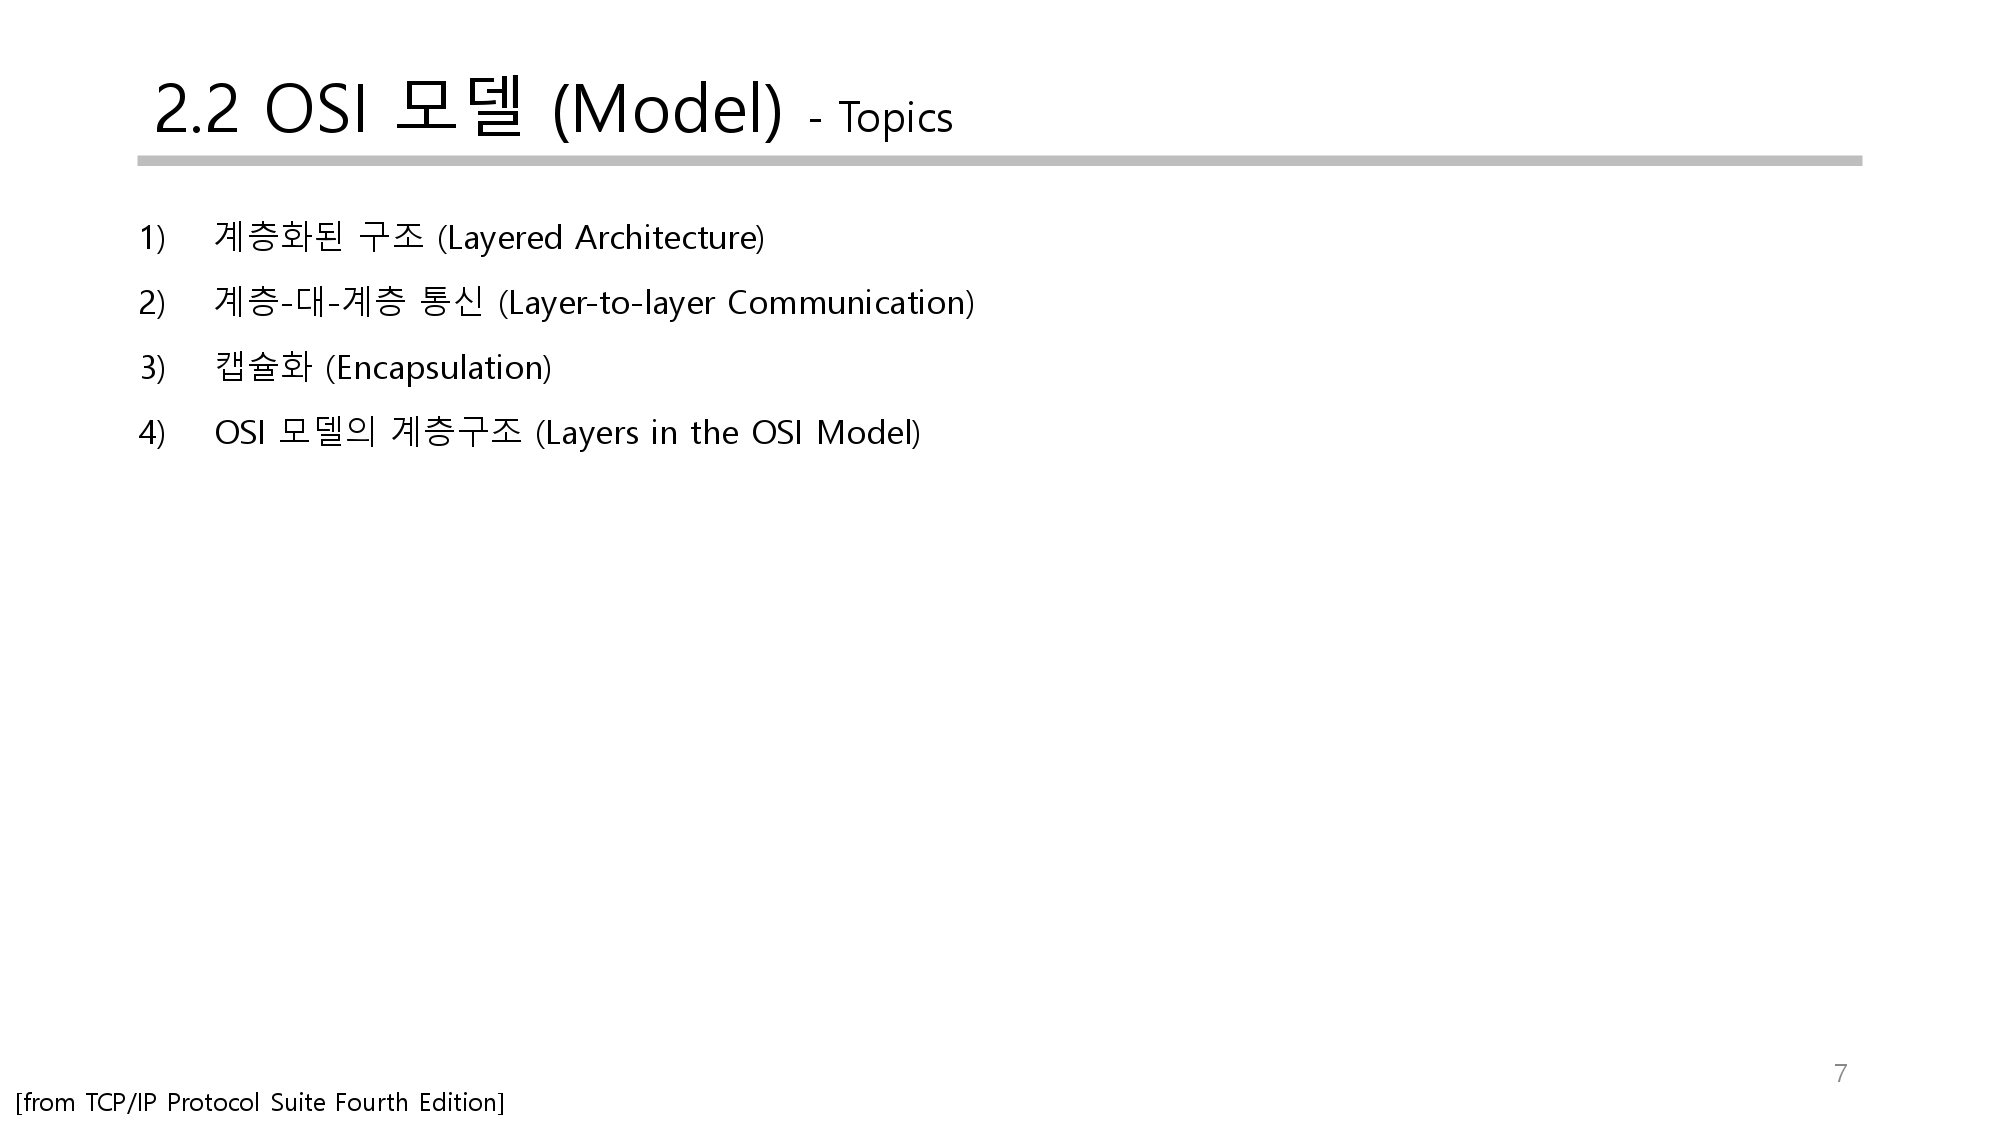 2.2 OSI 모델 (Model) - Topics
1) 계층화된 구조 (Layered Architecture)
2) 계층-대-계층 통신 (Layer-to-layer Communication)
3) 캡슐화 (Encapsulation)
4) OSI 모델의 계층구조 (Layers in the OSI Model)
7
[from TCP/IP Protocol Suite Fourth Edition]